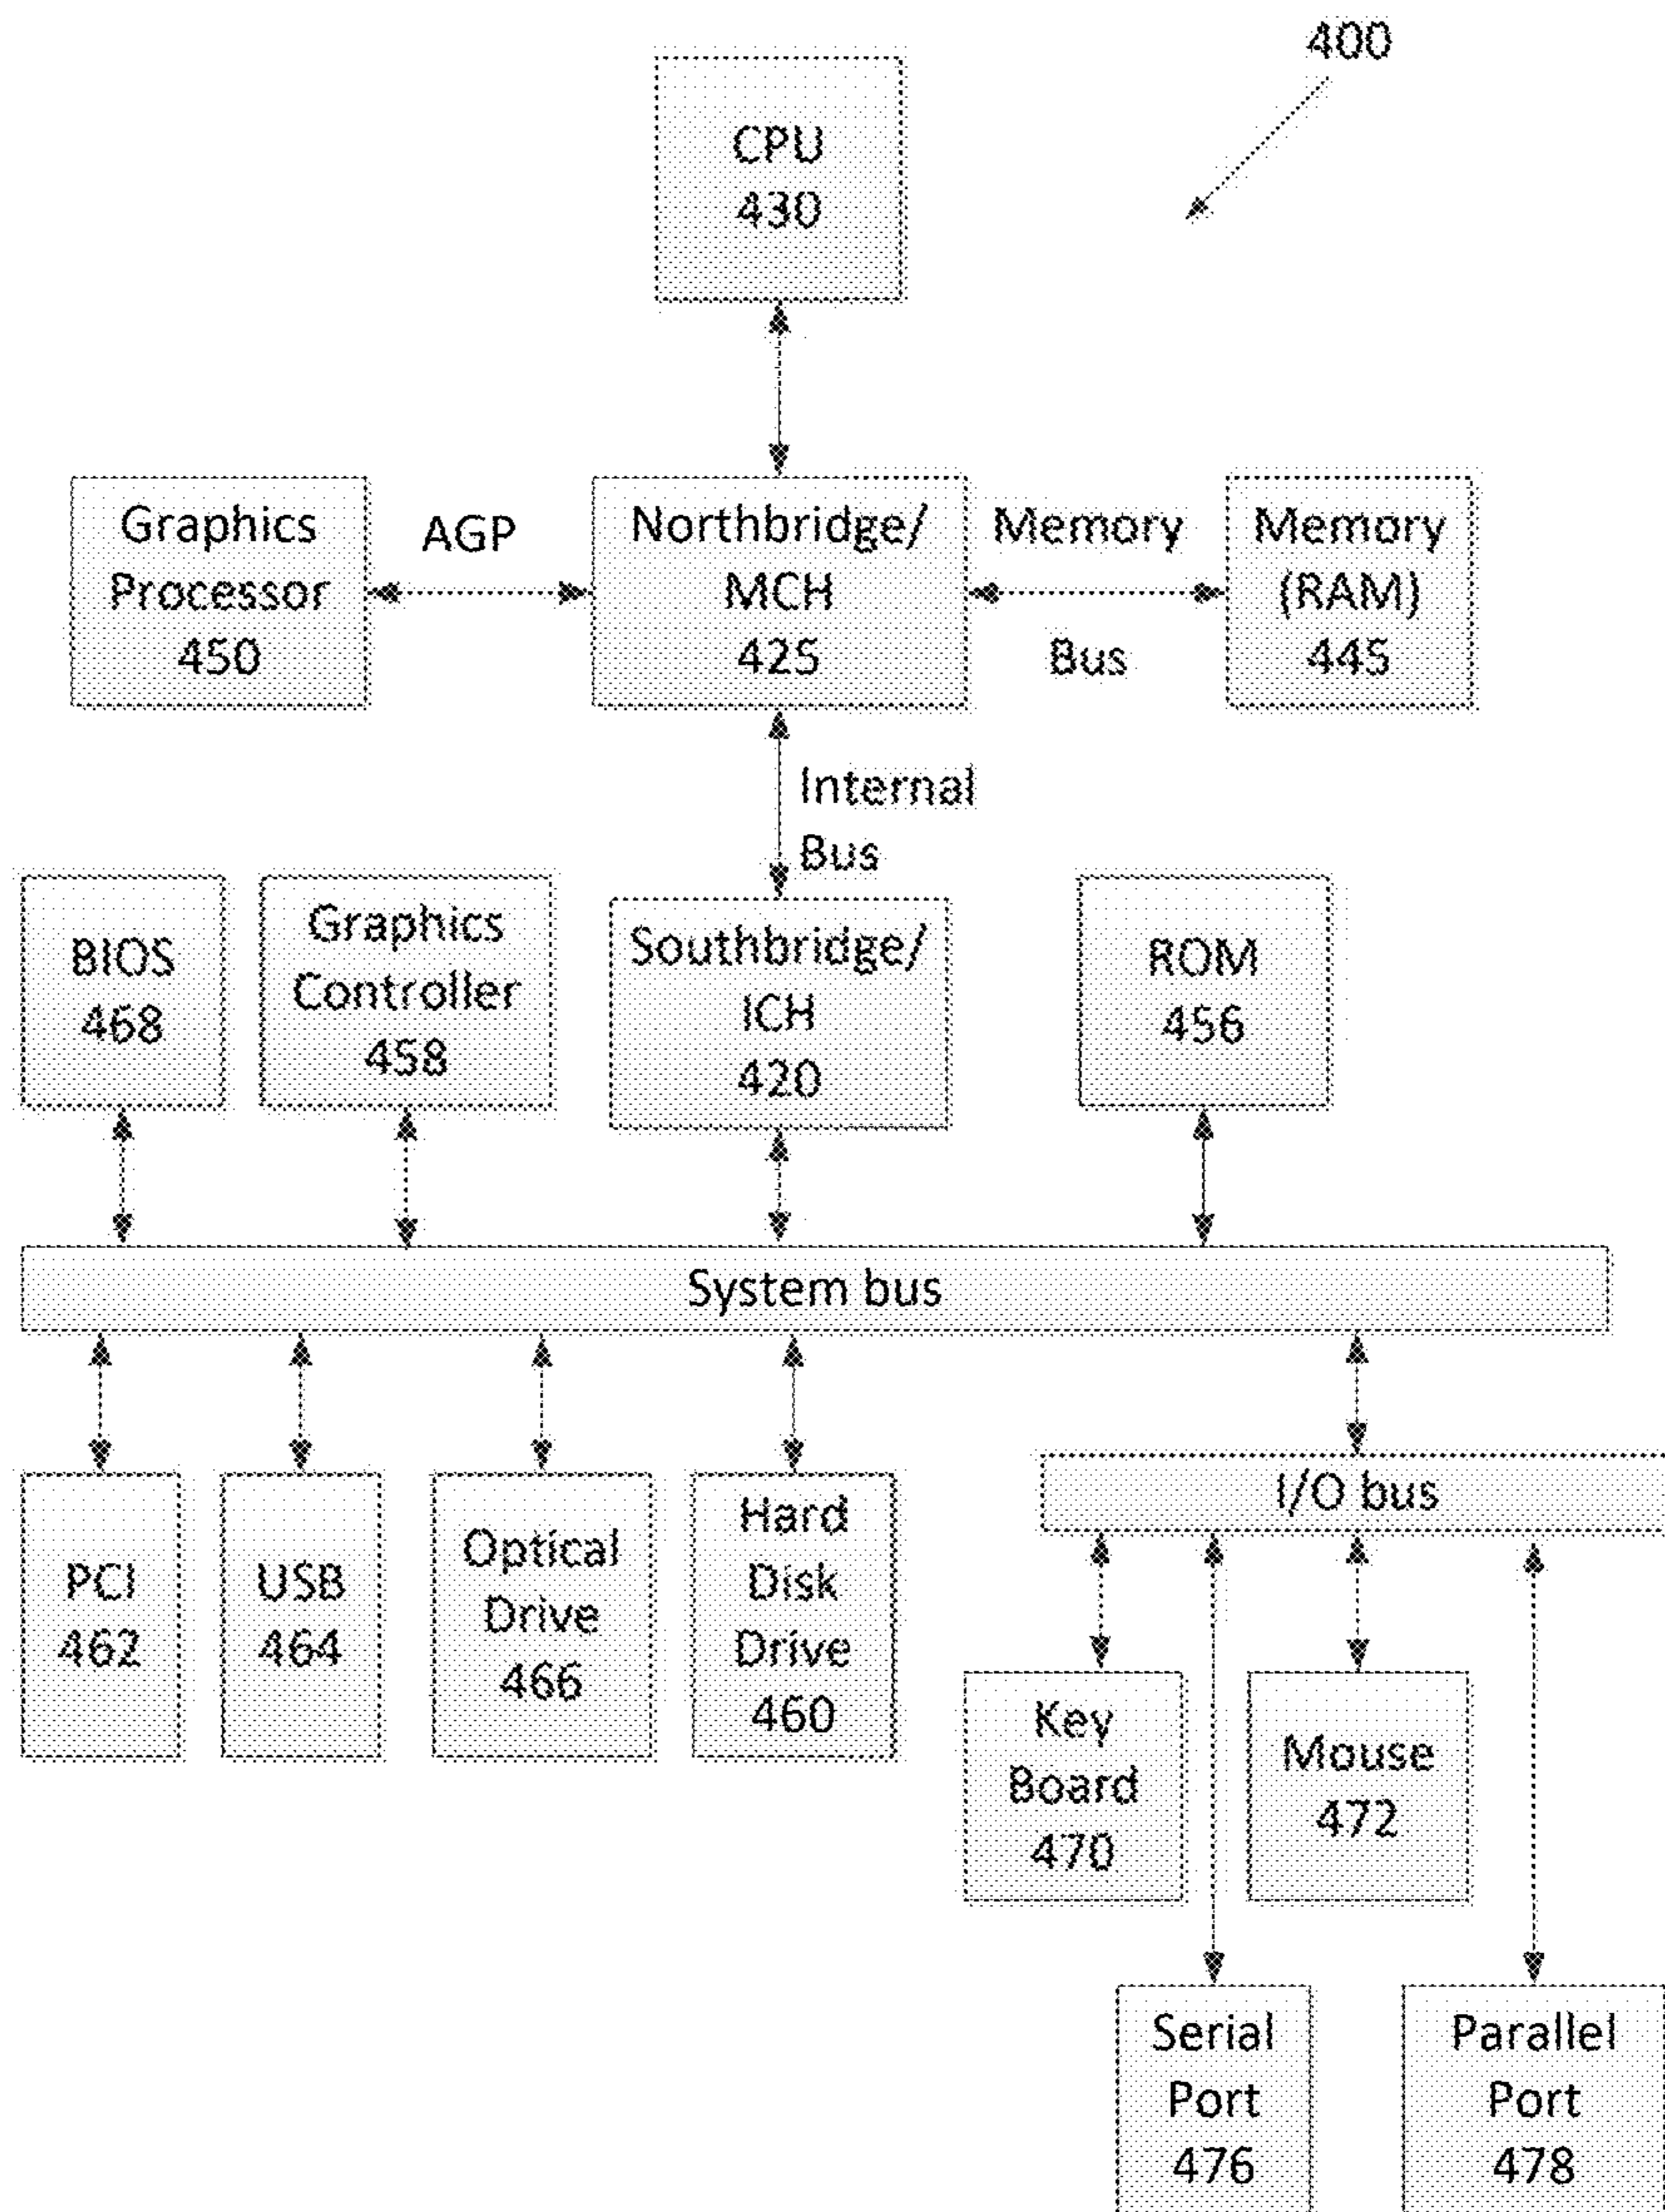 400
CPU
430
Graphics
Processor
450
AGP
Northbridge/
MCH
425
Memory
Bus
Memory
(RAM)
445
Internal
Bus
BIOS
468
Graphics
Controller
458
Southbridge/
ICH
420
ROM
456
System bus
PCI
462
USB
464
Optical
Drive
466
Hard
Disk
Drive
460
I/O bus
Key
Board
470
Mouse
472
Serial
Port
476
Parallel
Port
478